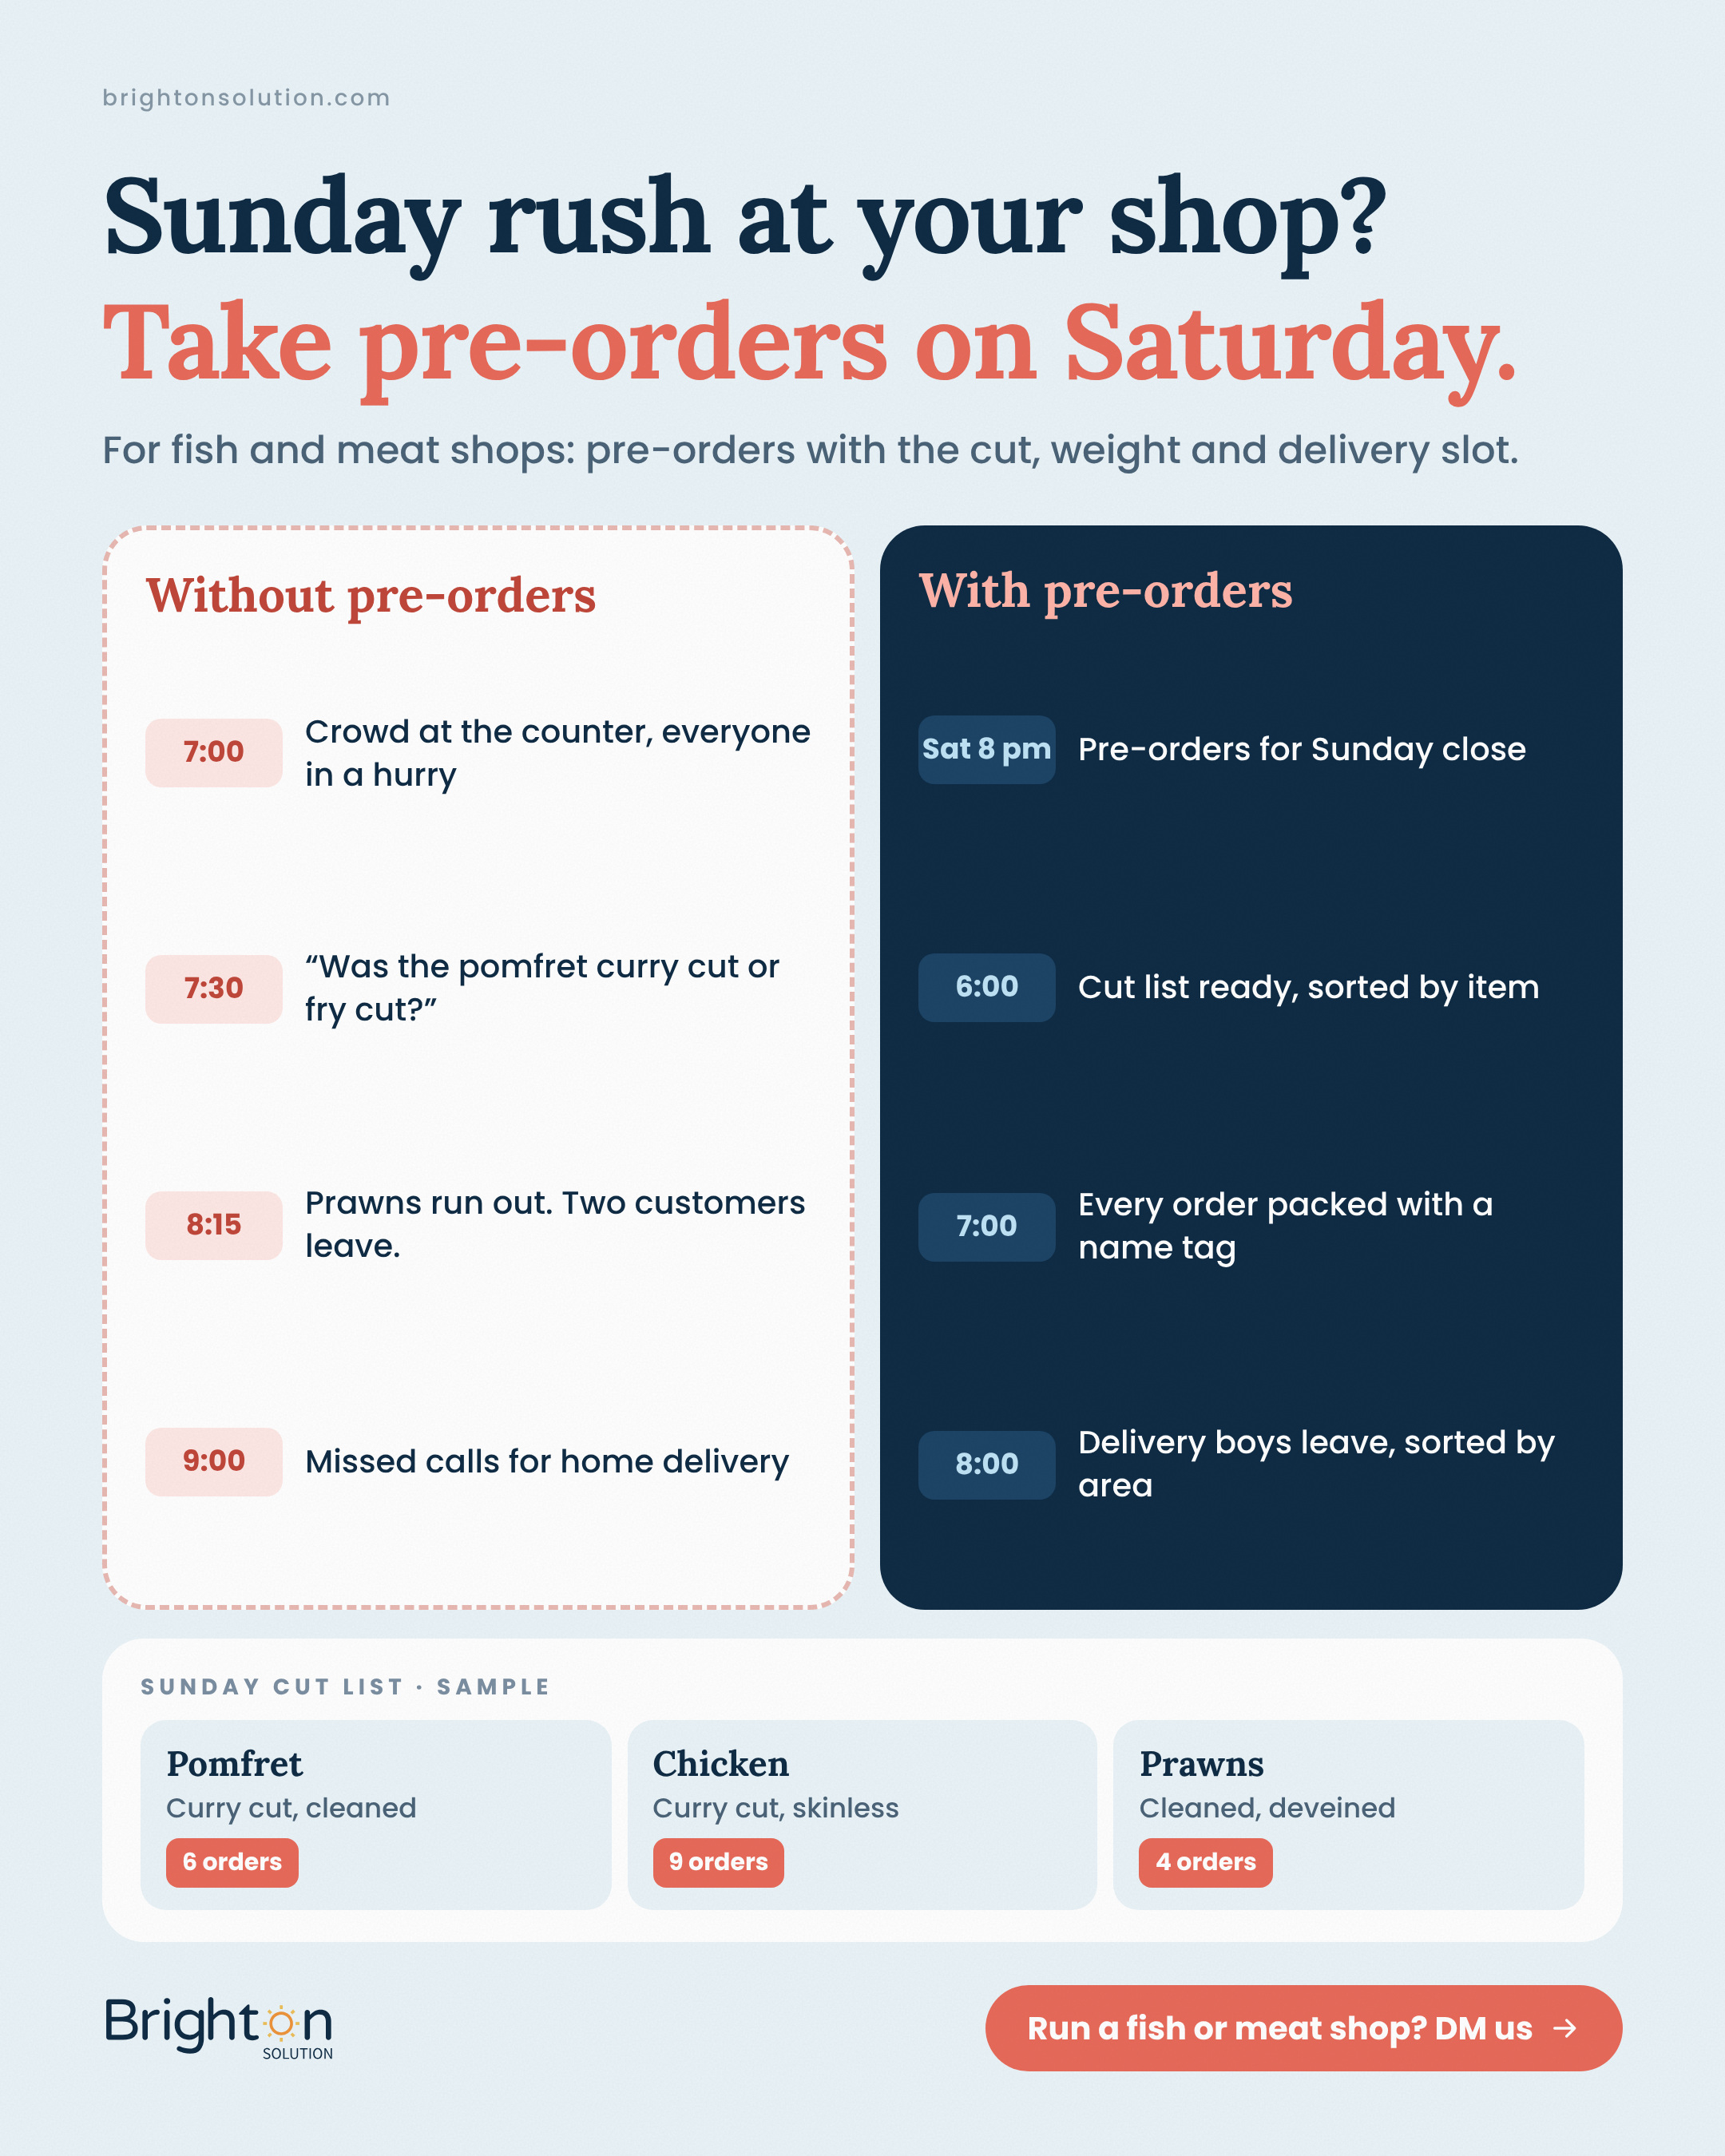 brightonsolution.com
Sunday rush at your shop?
Take pre-orders on Saturday.
For fish and meat shops: pre-orders with the cut, weight and delivery slot.
Without pre-orders
7:00
Crowd at the counter, everyone
in a hurry
7:30
“Was the pomfret curry cut or
fry cut?”
8:15
Prawns run out. Two customers
leave.
9:00
Missed calls for home delivery
With pre-orders
Sat 8 pm
Pre-orders for Sunday close
6:00
Cut list ready, sorted by item
7:00
Every order packed with a
name tag
8:00
Delivery boys leave, sorted by
area
SUNDAY CUT LIST · SAMPLE
Pomfret
Curry cut, cleaned
6 orders
Chicken
Curry cut, skinless
9 orders
Prawns
Cleaned, deveined
4 orders
Brighton
SOLUTION
Run a fish or meat shop? DM us →